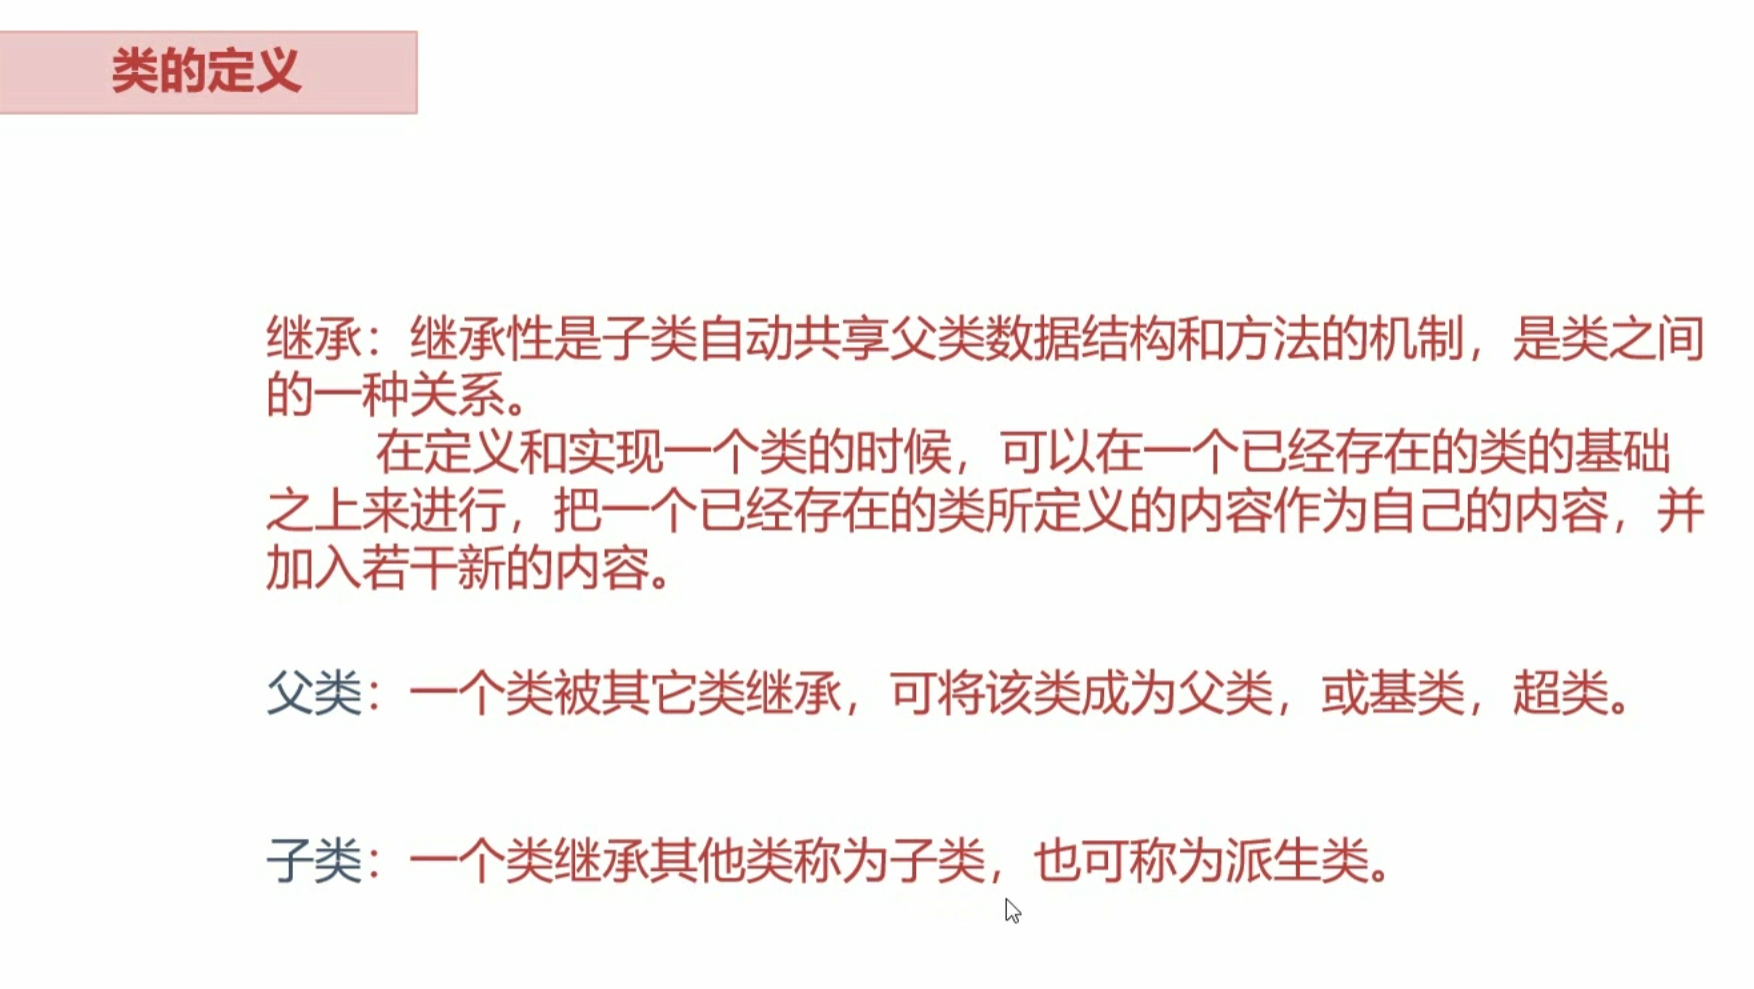 类的定义
继承：继承性是子类自动共享父类数据结构和方法的机制，是类之间
的一种关系。
在定义和实现一个类的时候，可以在一个已经存在的类的基础
之上来进行，把一个已经存在的类所定义的内容作为自己的内容，并
加入若干新的内容。
父类：一个类被其它类继承，可将该类成为父类，或基类，超类。
子类：一个类继承其他类称为子类，也可称为派生类。